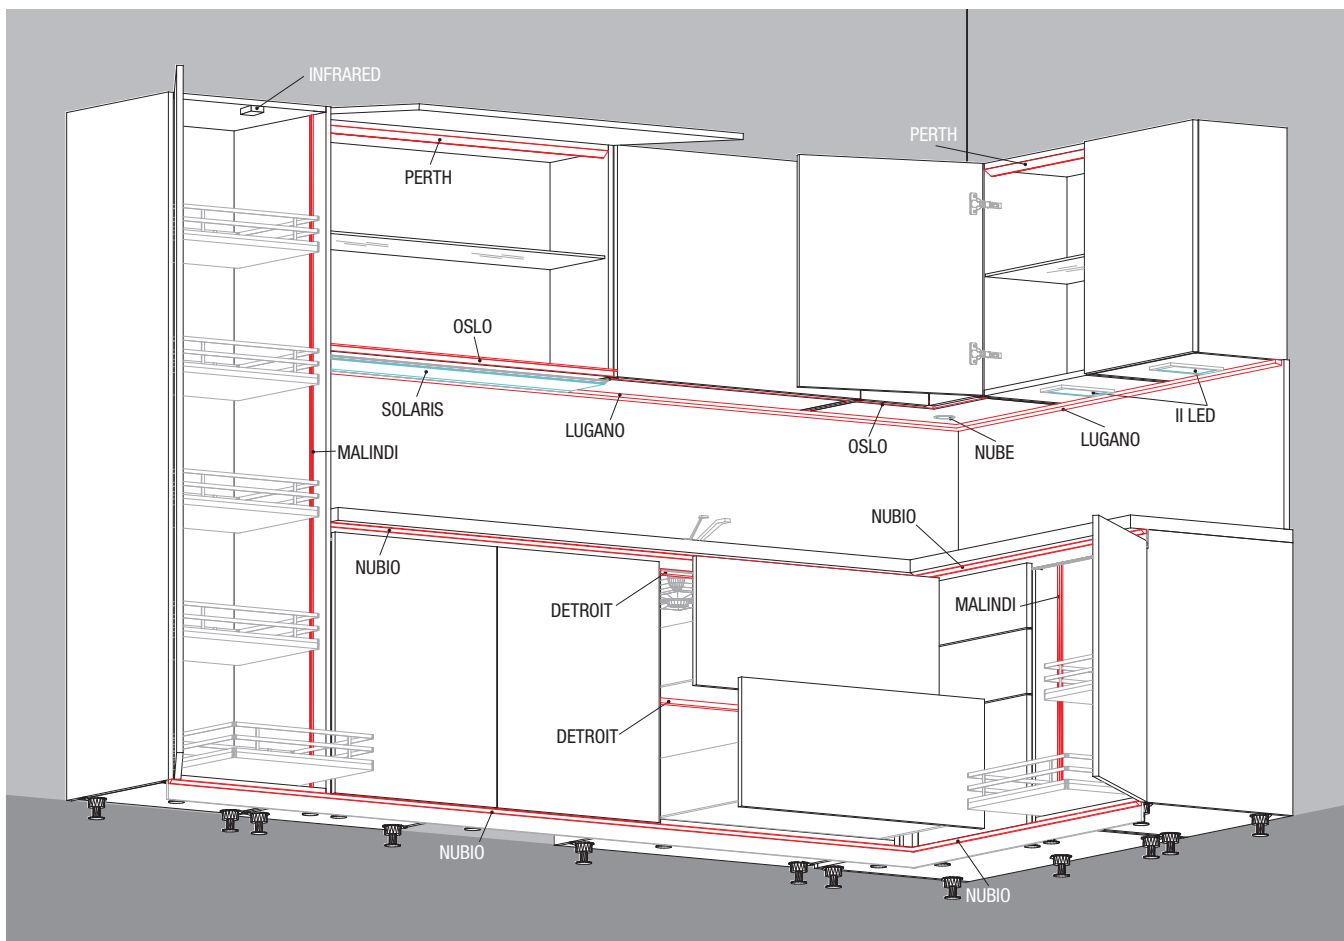 INFRARED
PERTH
PERTH
OSLO
SOLARIS
LUGANO
II LED
OSLO
NUBE
LUGANO
MALINDI
NUBIO
NUBIO
DETROIT
MALINDI
DETROIT
NUBIO
NUBIO